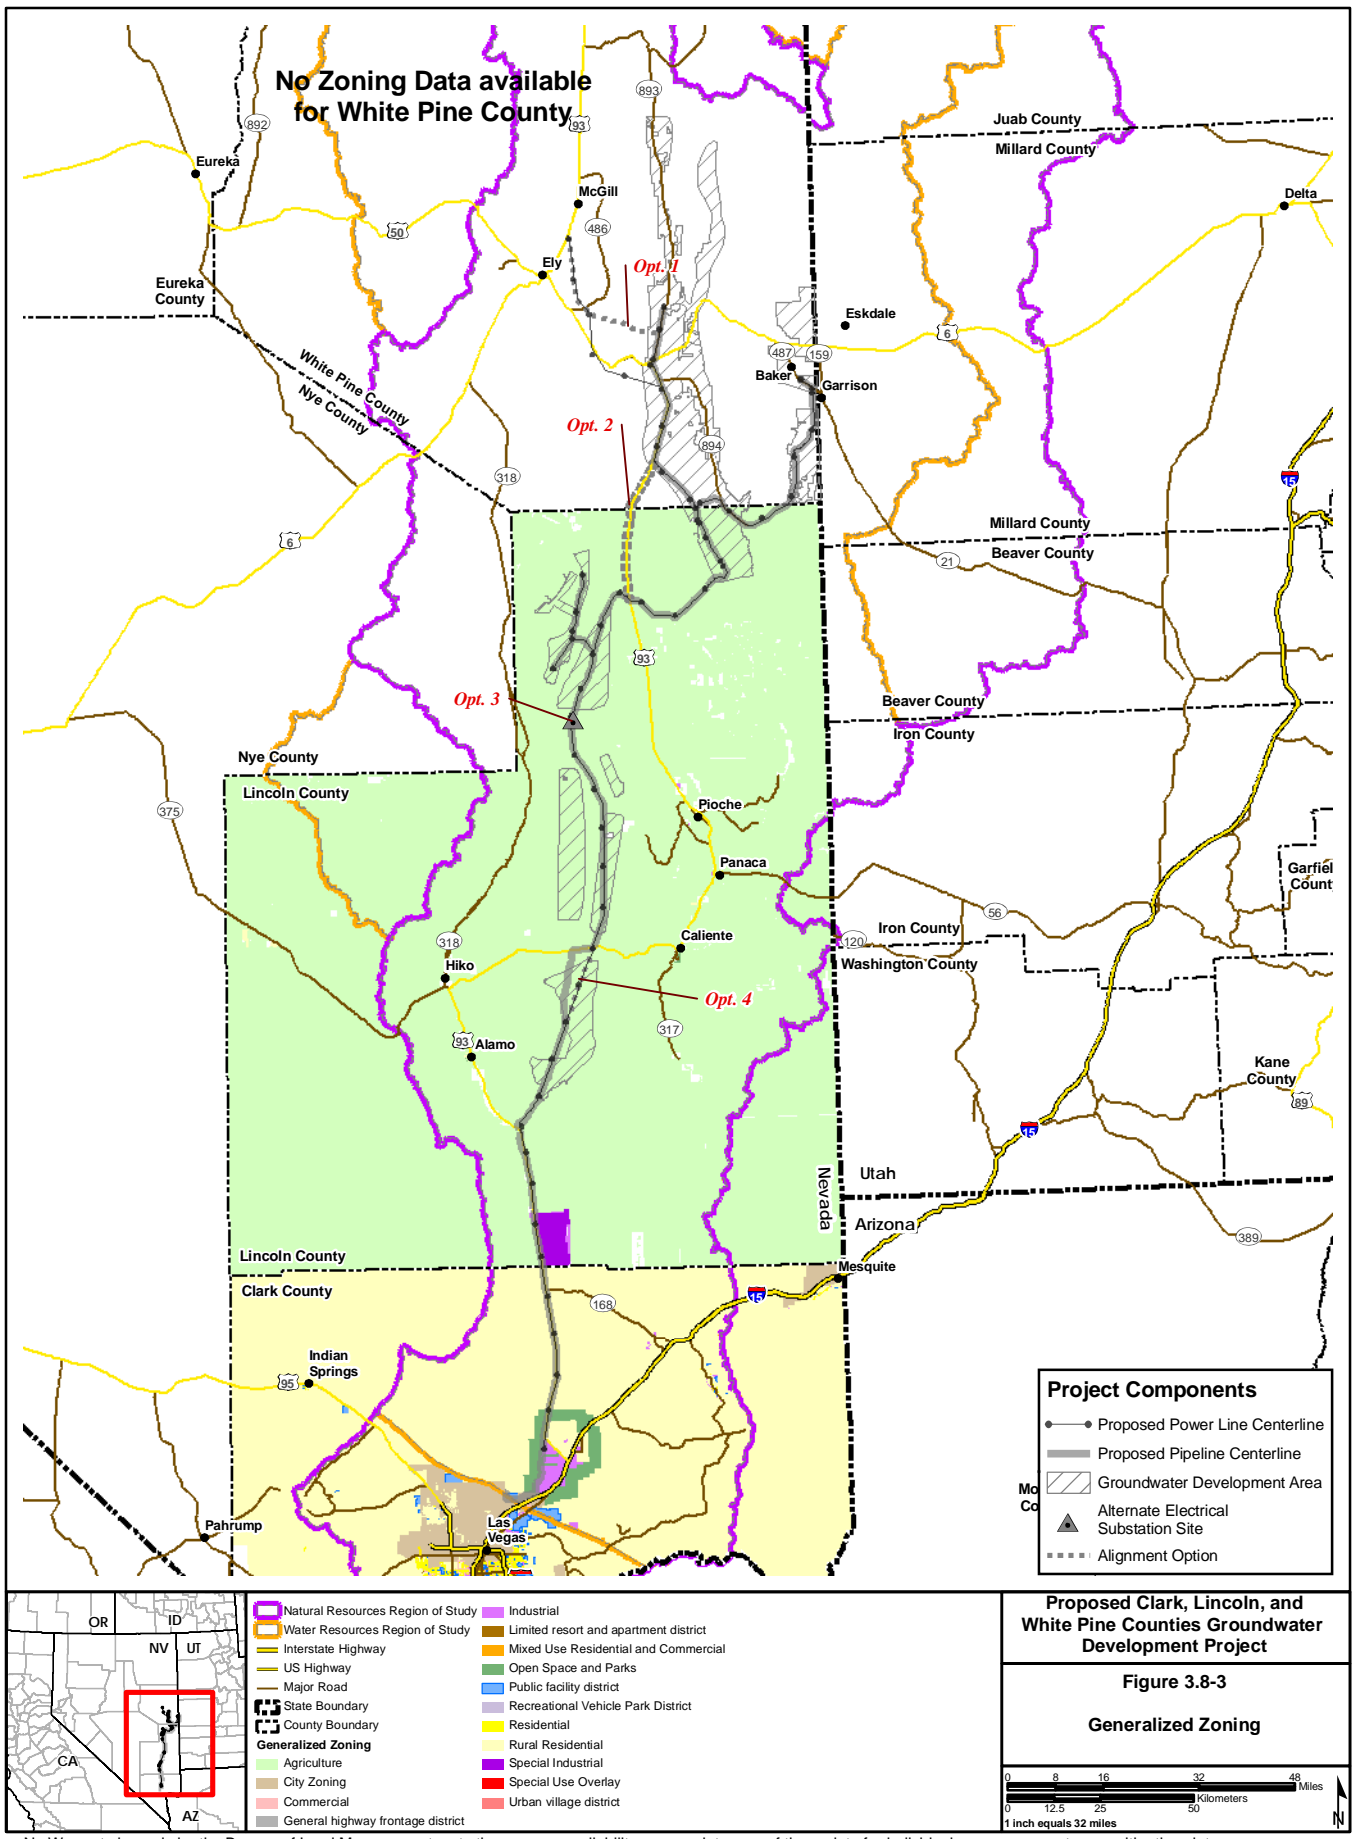 No Zoning Data available
for White Pine County
893
892
93
Juab County
Millard County
Eureka
McGill
Delta
50
486
Ely
Opt. 1
Eureka
County
Eskdale
6
487
159
Baker
Garrison
White Pine County
Nye County
Opt. 2
894
318
15
Millard County
Beaver County
6
21
93
Opt. 3
Beaver County
Iron County
Nye County
Lincoln County
375
Pioche
Panaca
Garfiel
Count
56
318
Caliente
120
Iron County
Washington County
Hiko
Opt. 4
317
93
Alamo
Kane
County
89
15
Nevada
Utah
Arizona
389
Lincoln County
Clark County
Mesquite
15
168
Indian
Springs
95
Pahrump
Las
Vegas
Mo
Co
Project Components
Proposed Power Line Centerline
Proposed Pipeline Centerline
Groundwater Development Area
Alternate Electrical
Substation Site
Alignment Option
OR
ID
NV
UT
CA
AZ
Natural Resources Region of Study
Water Resources Region of Study
Interstate Highway
US Highway
Major Road
State Boundary
County Boundary
Generalized Zoning
Agriculture
City Zoning
Commercial
General highway frontage district
Industrial
Limited resort and apartment district
Mixed Use Residential and Commercial
Open Space and Parks
Public facility district
Recreational Vehicle Park District
Residential
Rural Residential
Special Industrial
Special Use Overlay
Urban village district
Proposed Clark, Lincoln, and
White Pine Counties Groundwater
Development Project
Figure 3.8-3
Generalized Zoning
0 8 16 32 48
Miles
Kilometers
0 12.5 25 50
1 inch equals 32 miles
N